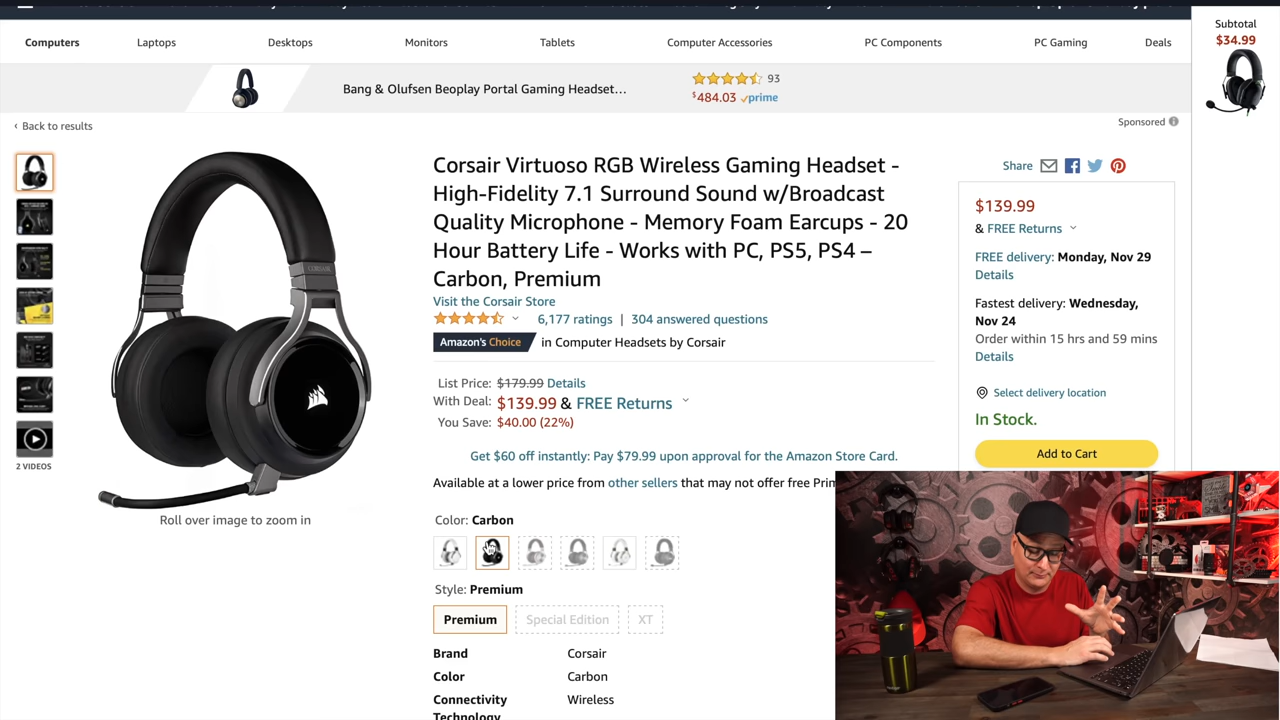 Subtotal
$34.99
Computers
Laptops
Desktops
Monitors
Tablets
Computer Accessories
PC Components
PC Gaming
Deals
Bang & Olufsen Beoplay Portal Gaming Headset…
93
$484.03 prime
‹ Back to results
Sponsored
Corsair Virtuoso RGB Wireless Gaming Headset -
High-Fidelity 7.1 Surround Sound w/Broadcast
Quality Microphone - Memory Foam Earcups - 20
Hour Battery Life - Works with PC, PS5, PS4 –
Carbon, Premium
Visit the Corsair Store
6,177 ratings | 304 answered questions
Amazon's Choice in Computer Headsets by Corsair
List Price: $179.99 Details
With Deal: $139.99 & FREE Returns
You Save: $40.00 (22%)
Get $60 off instantly: Pay $79.99 upon approval for the Amazon Store Card.
Available at a lower price from other sellers that may not offer free Prim
Color: Carbon
Style: Premium
Premium
Special Edition
XT
Brand Corsair
Color Carbon
Connectivity Wireless
Technology
CORSAIR
2 VIDEOS
Roll over image to zoom in
Share
$139.99
& FREE Returns
FREE delivery: Monday, Nov 29
Details
Fastest delivery: Wednesday,
Nov 24
Order within 15 hrs and 59 mins
Details
Select delivery location
In Stock.
Add to Cart